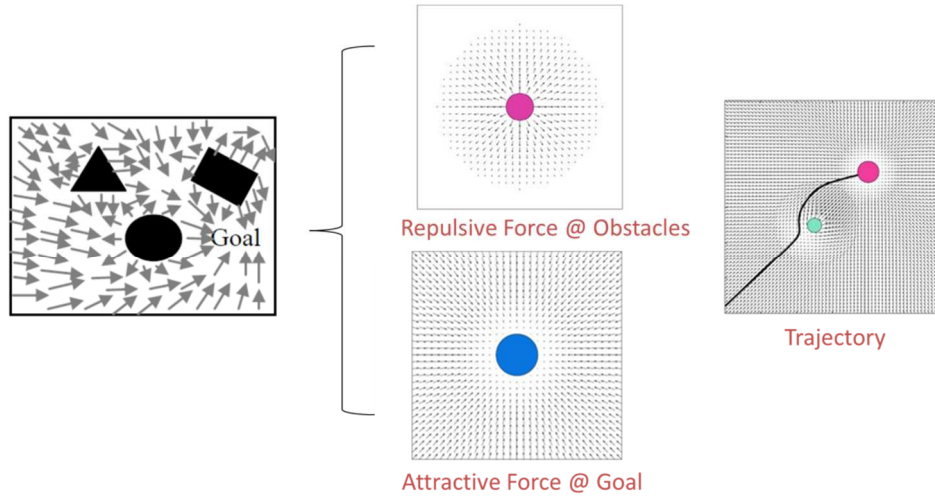 Goal
Repulsive Force @ Obstacles
Attractive Force @ Goal
Trajectory